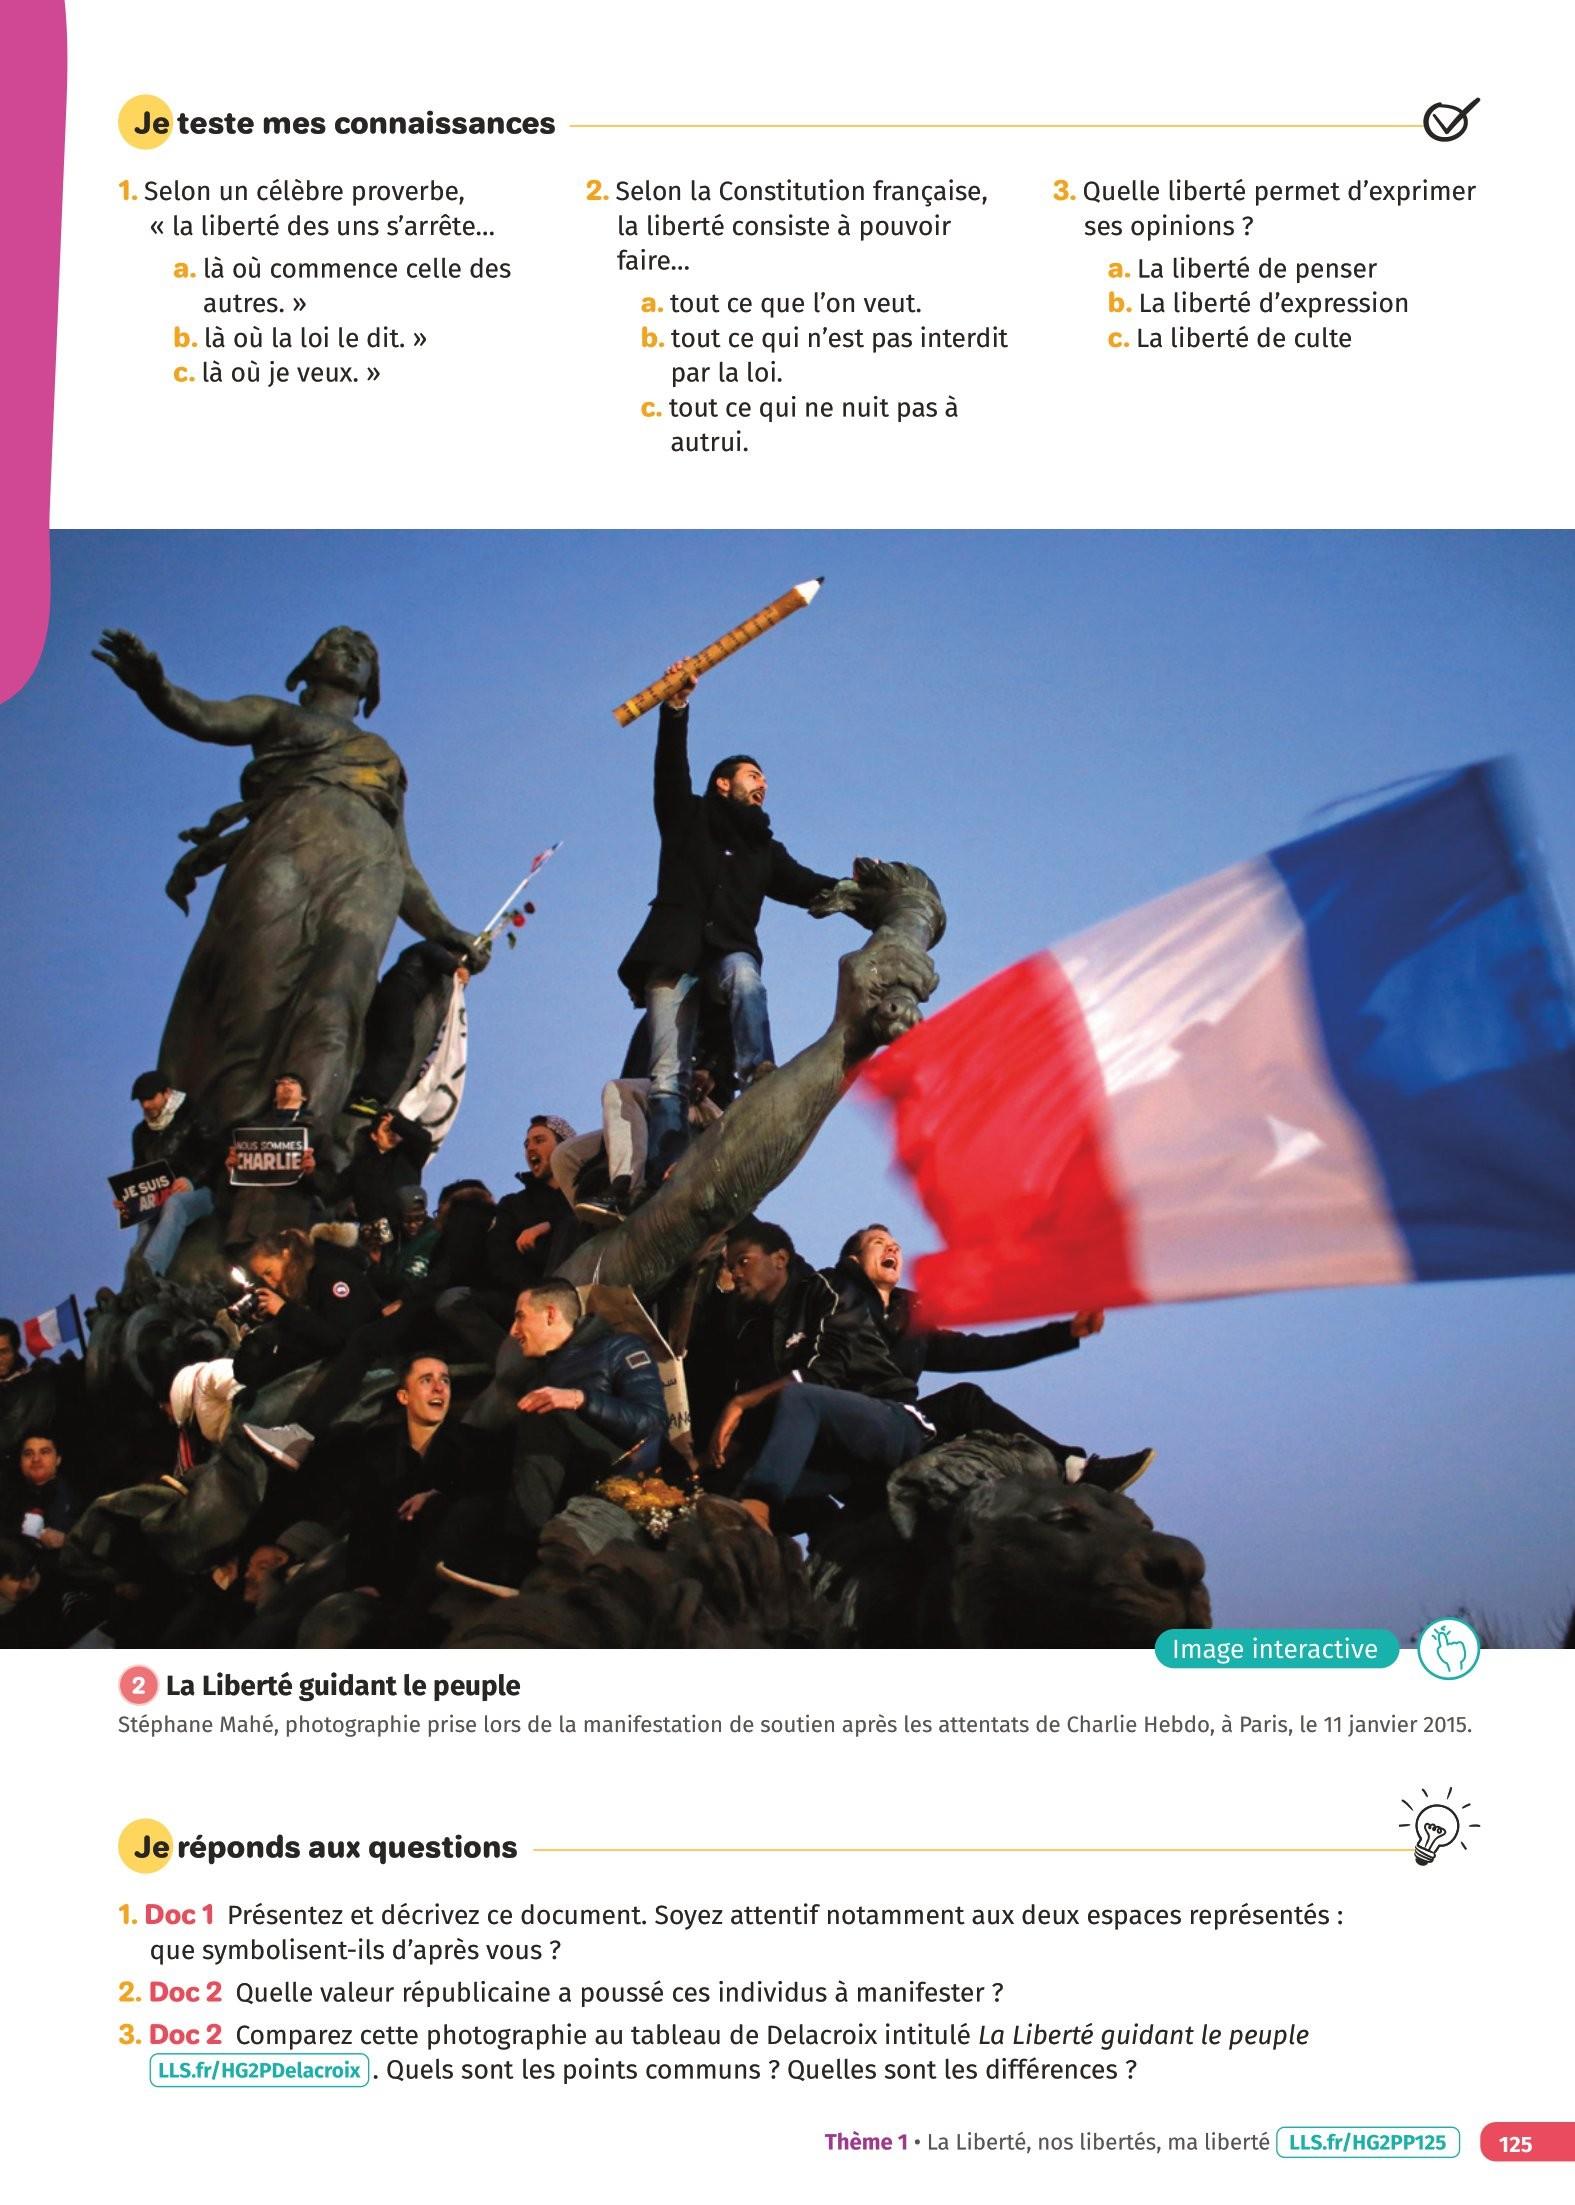 Je teste mes connaissances
1. Selon un célèbre proverbe,
« la liberté des uns s’arrête...
a. là où commence celle des
autres. »
b. là où la loi le dit. »
c. là où je veux. »
2. Selon la Constitution française,
la liberté consiste à pouvoir
faire...
a. tout ce que l’on veut.
b. tout ce qui n’est pas interdit
par la loi.
c. tout ce qui ne nuit pas à
autrui.
3. Quelle liberté permet d’exprimer
ses opinions ?
a. La liberté de penser
b. La liberté d’expression
c. La liberté de culte
NOUS SOMMES
CHARLIE
JE SUIS
Image interactive
2 La Liberté guidant le peuple
Stéphane Mahé, photographie prise lors de la manifestation de soutien après les attentats de Charlie Hebdo, à Paris, le 11 janvier 2015.
Je réponds aux questions
1. Doc 1 Présentez et décrivez ce document. Soyez attentif notamment aux deux espaces représentés :
que symbolisent-ils d’après vous ?
2. Doc 2 Quelle valeur républicaine a poussé ces individus à manifester ?
3. Doc 2 Comparez cette photographie au tableau de Delacroix intitulé La Liberté guidant le peuple
LLS.fr/HG2PDelacroix . Quels sont les points communs ? Quelles sont les différences ?
Thème 1 • La Liberté, nos libertés, ma liberté LLS.fr/HG2PP125 125